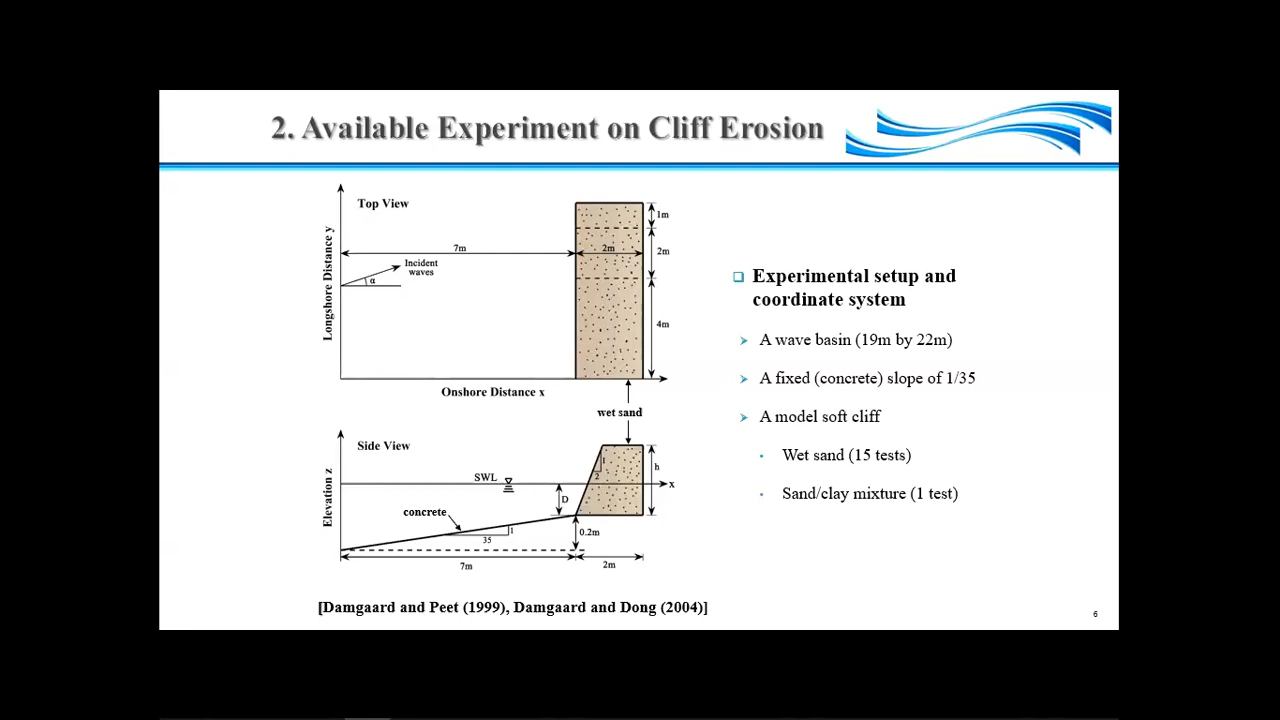 2. Available Experiment on Cliff Erosion
Top View
Longshore Distance y
7m
2m
1m
2m
4m
Incident
waves
α
Onshore Distance x
wet sand
Side View
Elevation z
SWL
x
h
1
2
D
concrete
1
35
0.2m
7m
2m
[Damgaard and Peet (1999), Damgaard and Dong (2004)]
Experimental setup and
coordinate system
A wave basin (19m by 22m)
A fixed (concrete) slope of 1/35
A model soft cliff
Wet sand (15 tests)
Sand/clay mixture (1 test)
6